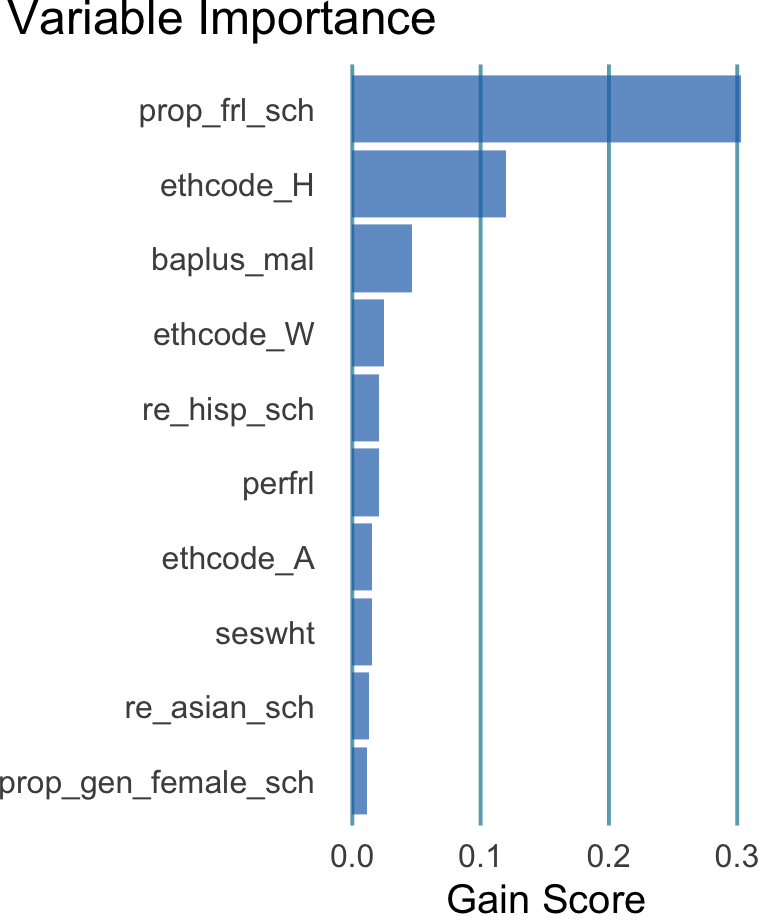 Variable Importance
prop_frl_sch
ethcode_H
baplus_mal
ethcode_W
re_hisp_sch
perfrl
ethcode_A
seswht
re_asian_sch
prop_gen_female_sch
0.0 0.1 0.2 0.3
Gain Score